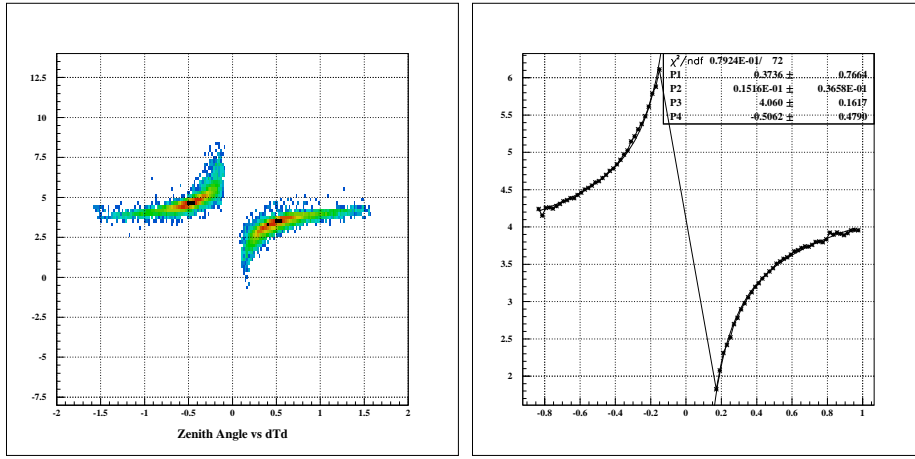 12.5
10
7.5
5
2.5
0
-2.5
-5
-7.5
-2 -1.5 -1 -0.5 0 0.5 1 1.5 2
Zenith Angle vs dTd
χ²/ndf 0.7924E-01/ 72
P1 0.3736 ± 0.7664
P2 0.1516E-01 ± 0.3658E-01
P3 4.060 ± 0.1617
P4 -0.5062 ± 0.4790
6
5.5
5
4.5
4
3.5
3
2.5
2
-0.8 -0.6 -0.4 -0.2 0 0.2 0.4 0.6 0.8 1